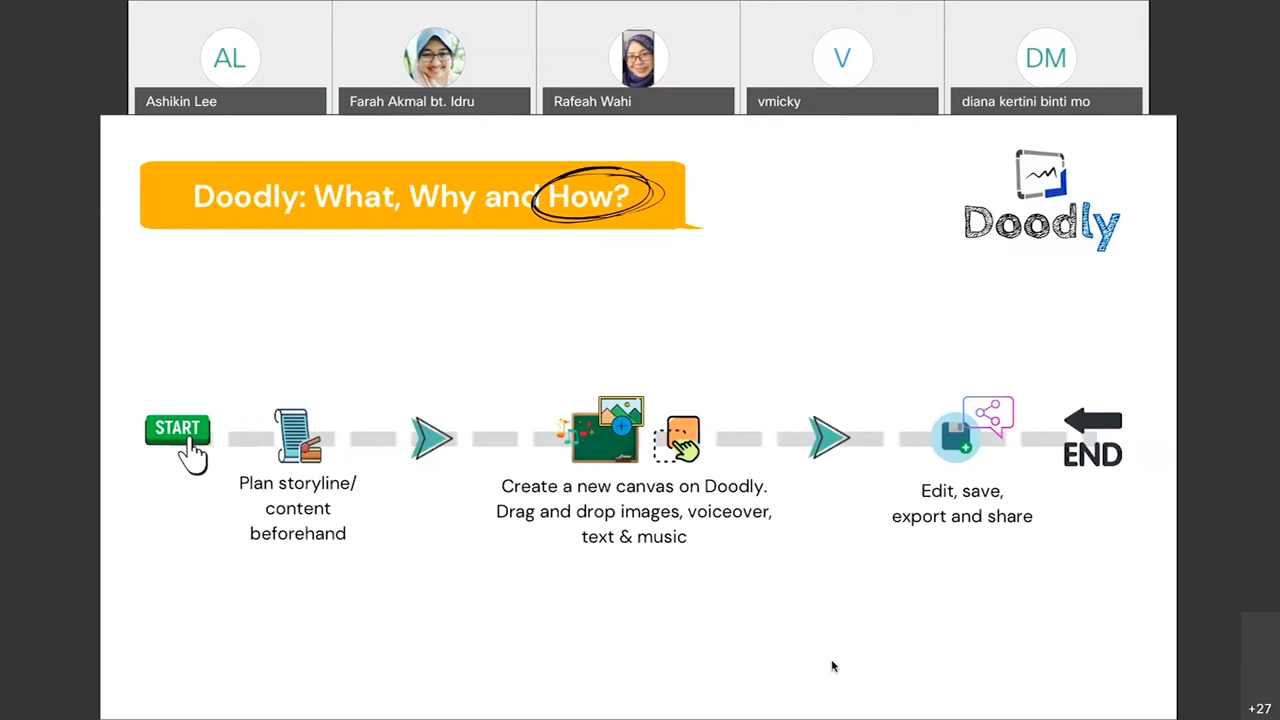 AL
V
DM
Ashikin Lee
Farah Akmal bt. Idru
Rafeah Wahi
vmicky
diana kertini binti mo
Doodly: What, Why and How?
Doodly
START
END
Plan storyline/
content
beforehand
Create a new canvas on Doodly.
Drag and drop images, voiceover,
text & music
Edit, save,
export and share
+27